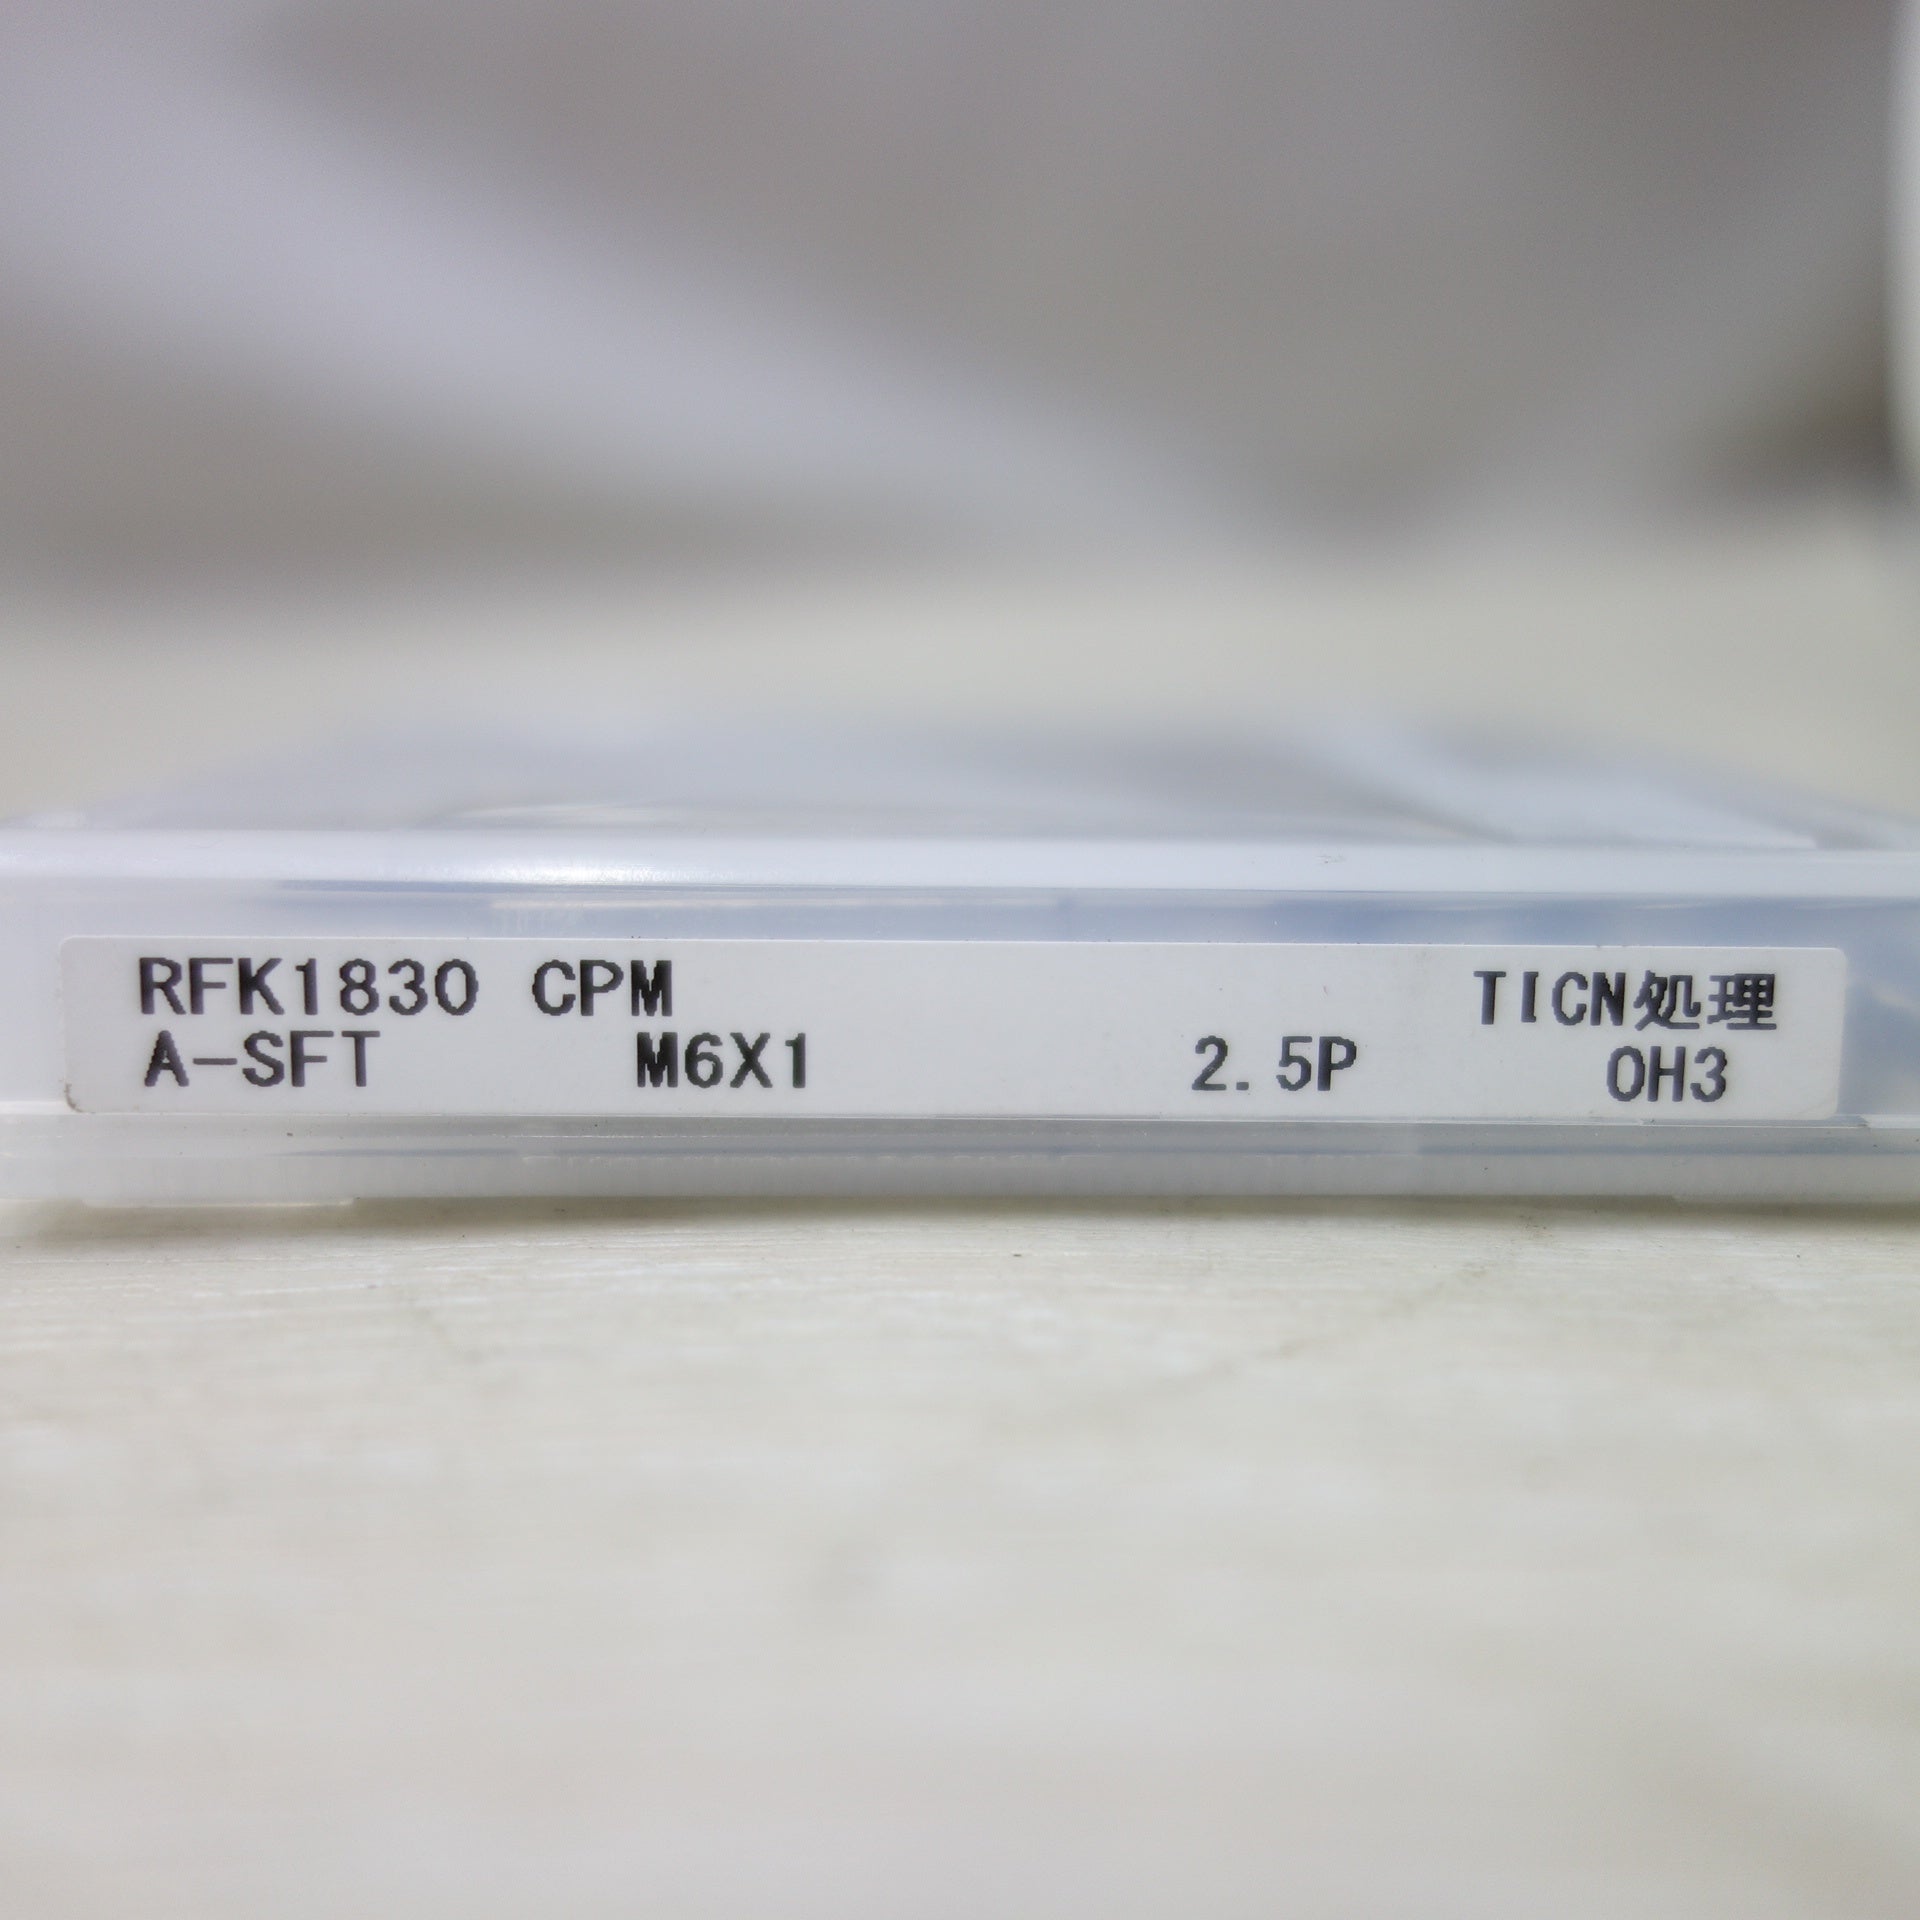 RFK1830 CPM TICN処理
A-SFT M6X1 2.5P OH3